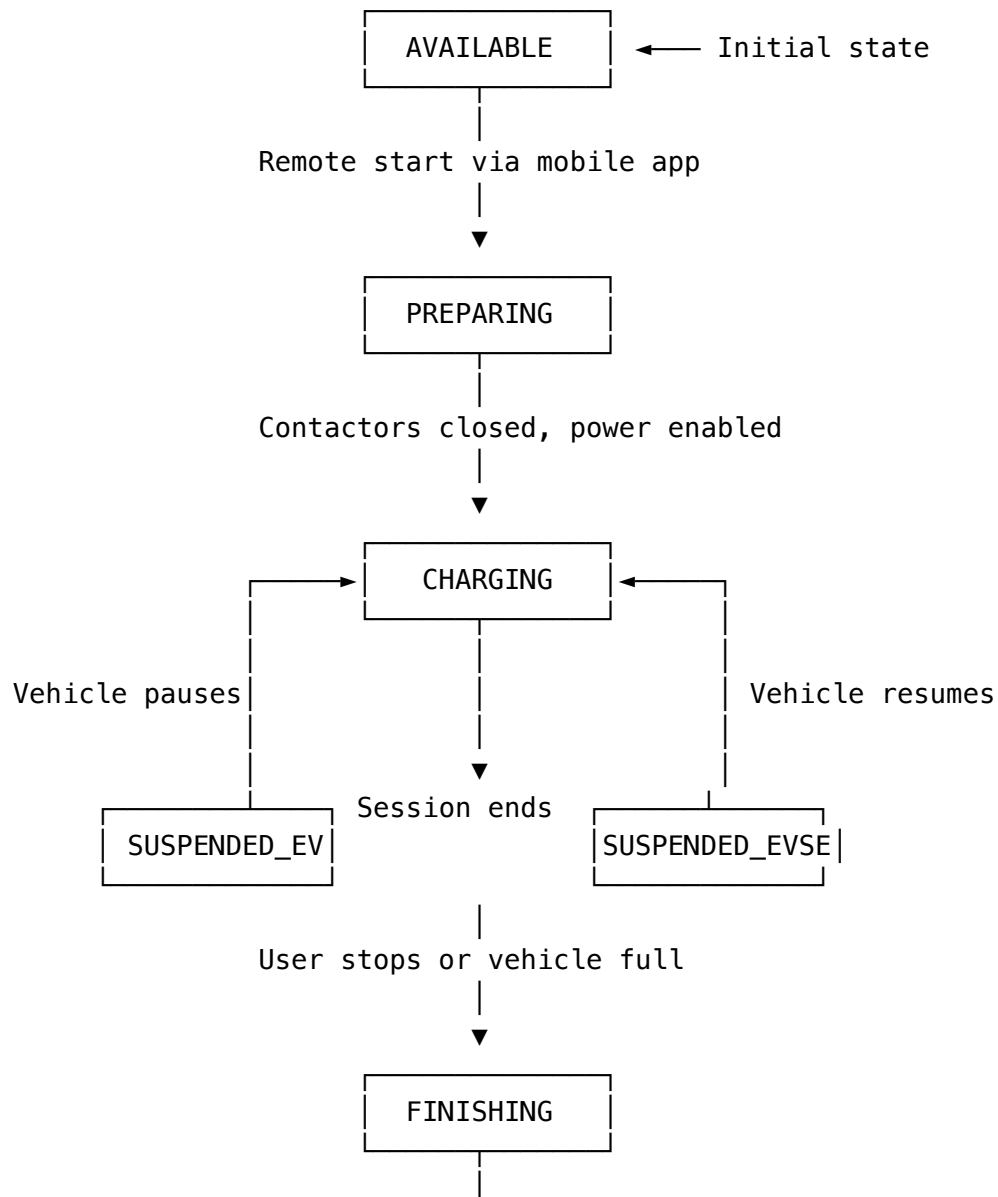 AVAILABLE
Initial state
Remote start via mobile app
PREPARING
Contactors closed, power enabled
CHARGING
Vehicle pauses
Vehicle resumes
Session ends
SUSPENDED_EV
SUSPENDED_EVSE
User stops or vehicle full
FINISHING